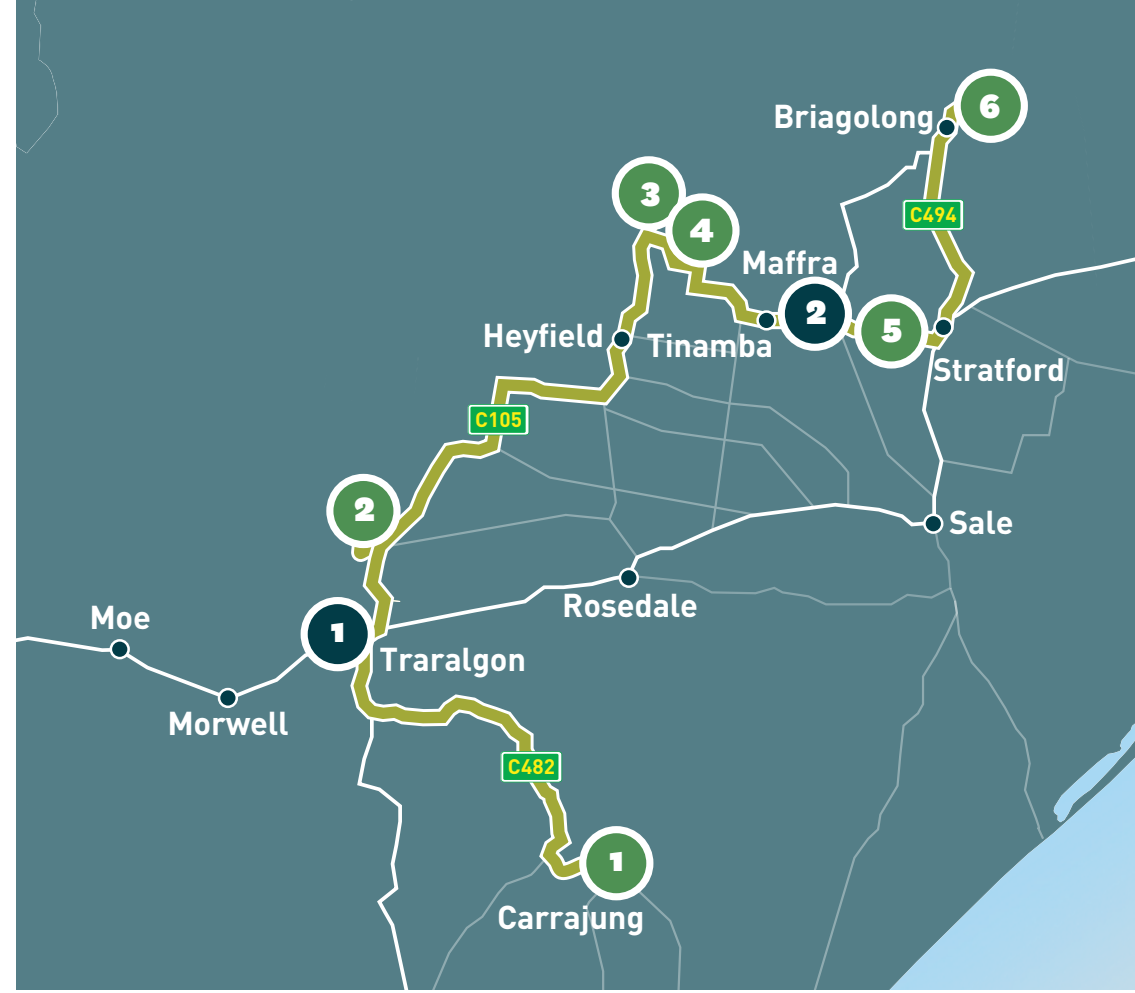 6
Briagolong
3
C494
4
Maffra
2
5
Heyfield
Tinamba
Stratford
C105
2
Sale
Rosedale
Moe
1
Traralgon
Morwell
C482
1
Carrajung